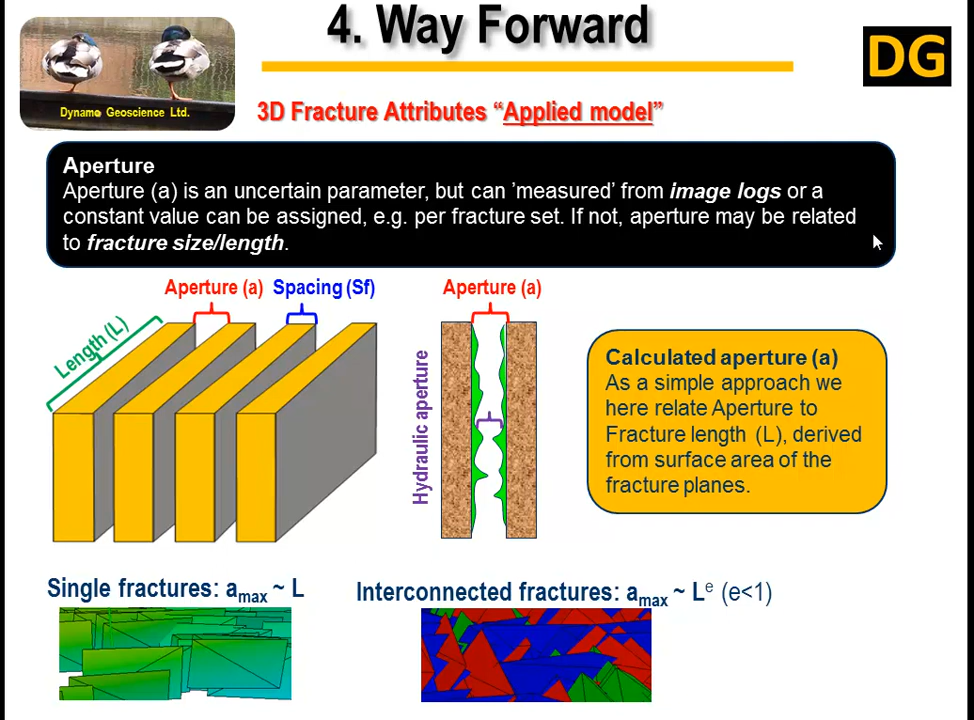 4. Way Forward
DG
Dynamo Geoscience Ltd.
3D Fracture Attributes “Applied model”
Aperture
Aperture (a) is an uncertain parameter, but can ’measured’ from image logs or a
constant value can be assigned, e.g. per fracture set. If not, aperture may be related
to fracture size/length.
Aperture (a)
Spacing (Sf)
Length (L)
Aperture (a)
Hydraulic aperture
Calculated aperture (a)
As a simple approach we
here relate Aperture to
Fracture length (L), derived
from surface area of the
fracture planes.
Single fractures: amax ~ L
Interconnected fractures: amax ~ Le (e<1)